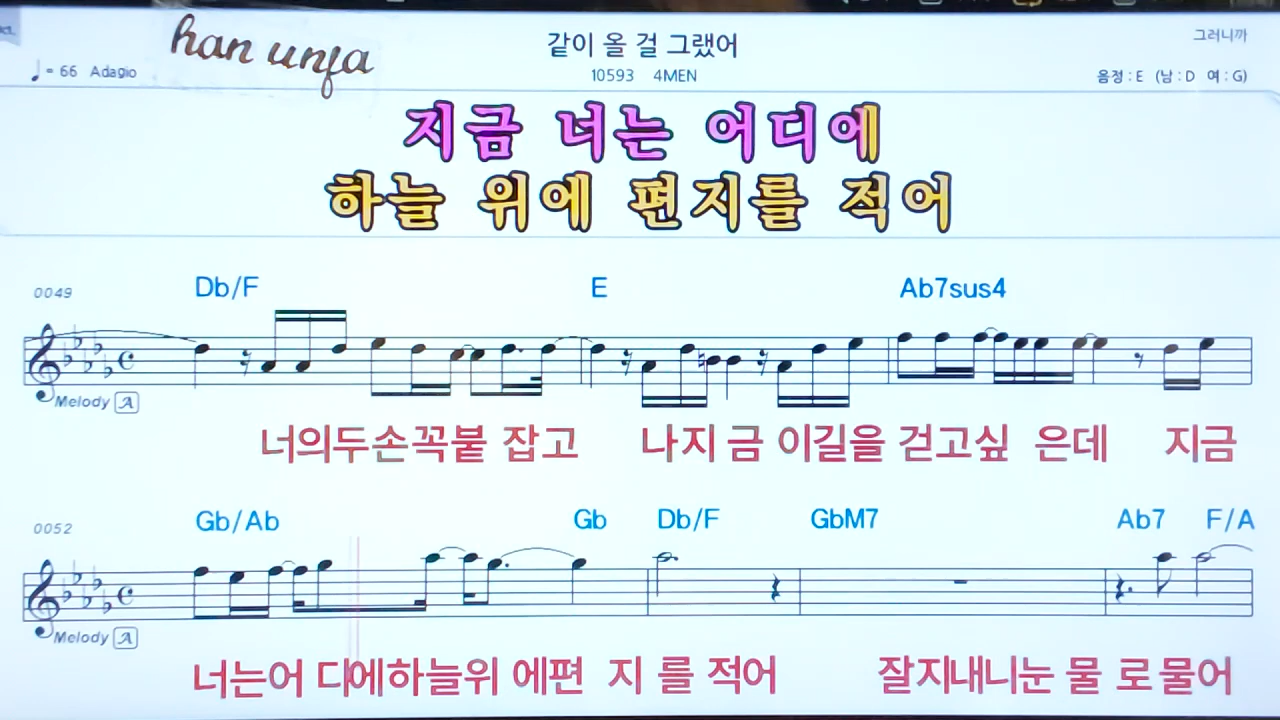 han unfa
같이 올 걸 그랬어
그러니까
♩= 66 Adagio
10593 4MEN
음정 : E (남 : D 여 : G)
지금 너는 어디에
하늘 위에 편지를 적어
0049
Db/F E Ab7sus4
Melody A
너의두손꼭붙 잡고 나지 금 이길을 걷고싶 은데 지금
0052
Gb/Ab Gb Db/F GbM7 Ab7 F/A
Melody A
너는어 디에하늘위 에편 지 를 적어 잘지내니눈 물 로 물어